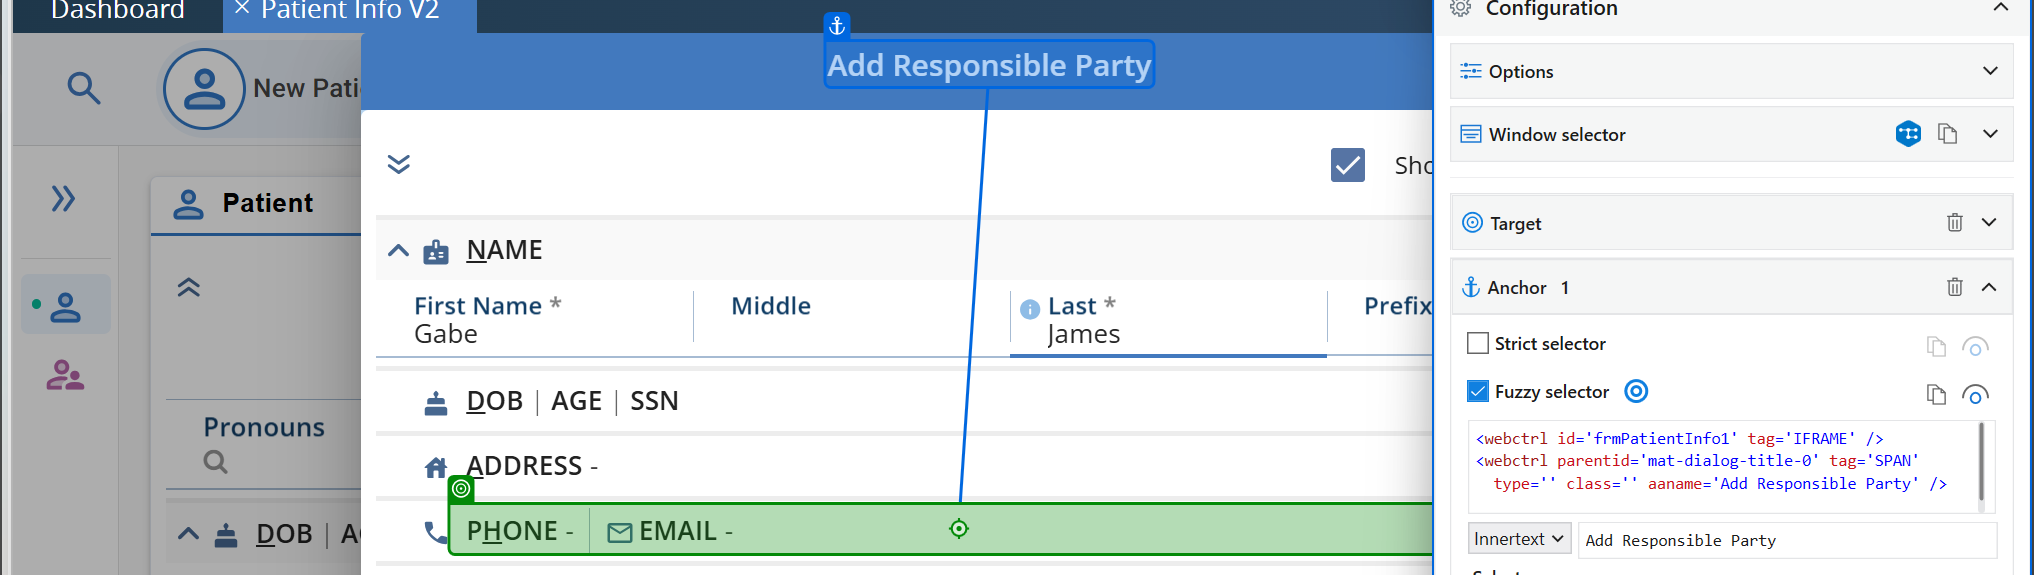 Dashboard
Patient Info V2
Configuration
Add Responsible Party
Options
New Pati
Window selector
Sho
Patient
Target
NAME
Anchor 1
First Name *
Middle
Last *
Prefix
Gabe
James
Strict selector
Fuzzy selector
DOB | AGE | SSN
Pronouns
<webctrl id='frmPatientInfo1' tag='IFRAME' />
<webctrl parentid='mat-dialog-title-0' tag='SPAN'
type='' class='' aaname='Add Responsible Party' />
ADDRESS -
DOB | A
PHONE -
EMAIL -
Innertext
Add Responsible Party